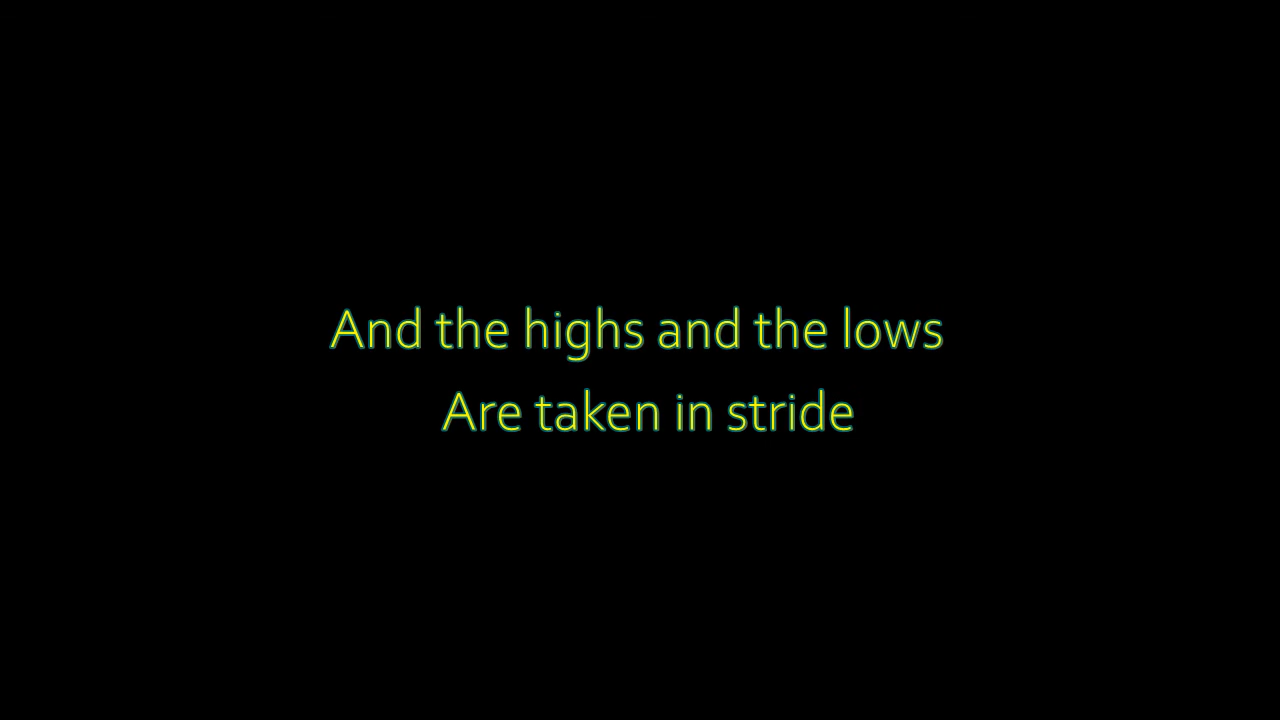 And the highs and the lows
Are taken in stride